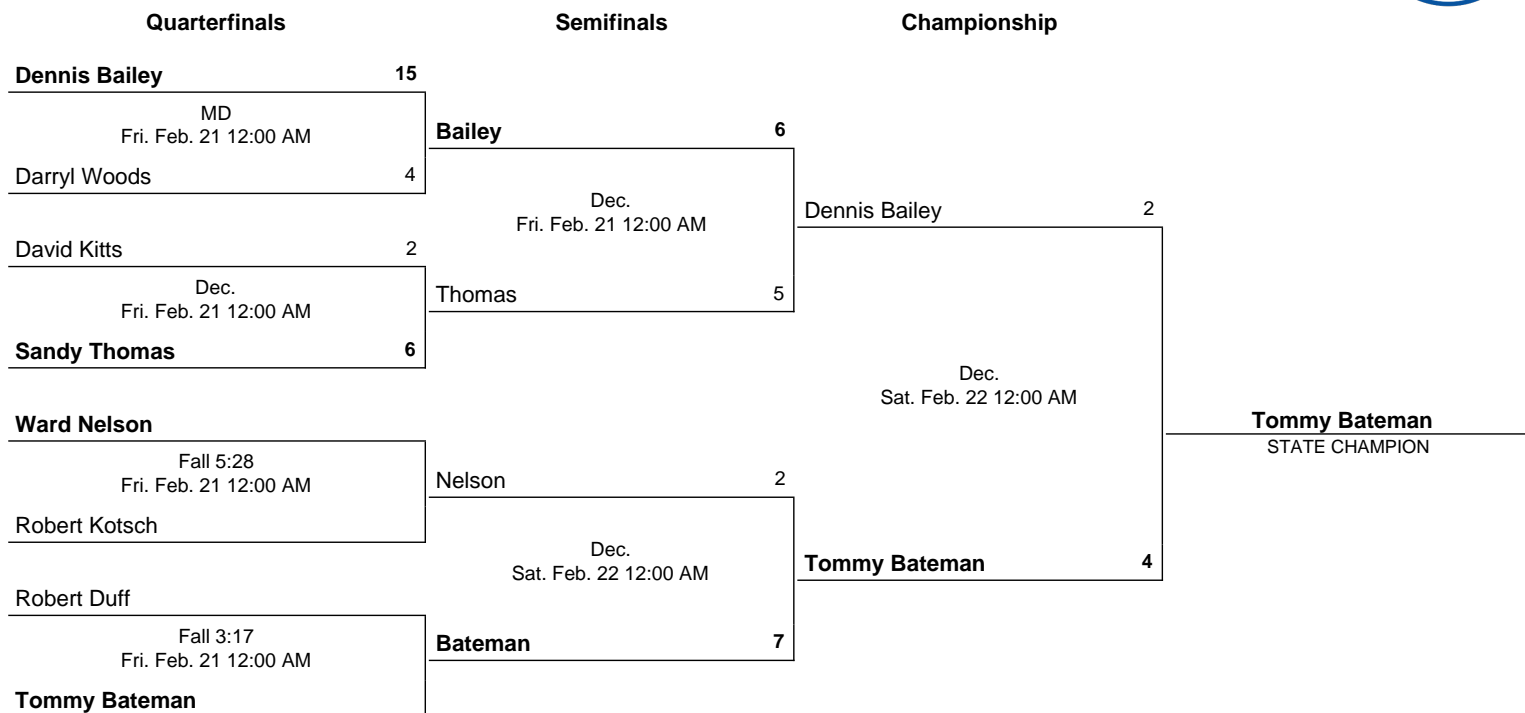 Quarterfinals
Semifinals
Championship
Dennis Bailey 15
MD
Fri. Feb. 21 12:00 AM
Darryl Woods 4
David Kitts 2
Dec.
Fri. Feb. 21 12:00 AM
Sandy Thomas 6
Ward Nelson
Fall 5:28
Fri. Feb. 21 12:00 AM
Robert Kotsch
Robert Duff
Fall 3:17
Fri. Feb. 21 12:00 AM
Tommy Bateman
Bailey 6
Dec.
Fri. Feb. 21 12:00 AM
Thomas 5
Nelson 2
Dec.
Sat. Feb. 22 12:00 AM
Bateman 7
Dennis Bailey 2
Dec.
Sat. Feb. 22 12:00 AM
Tommy Bateman 4
Tommy Bateman
STATE CHAMPION